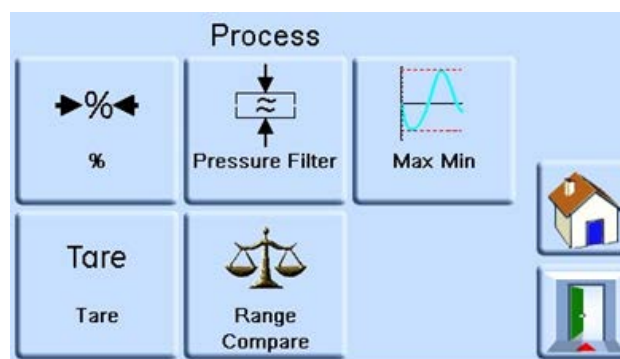 Process
%
%
Pressure Filter
Max Min
Tare
Tare
Range
Compare